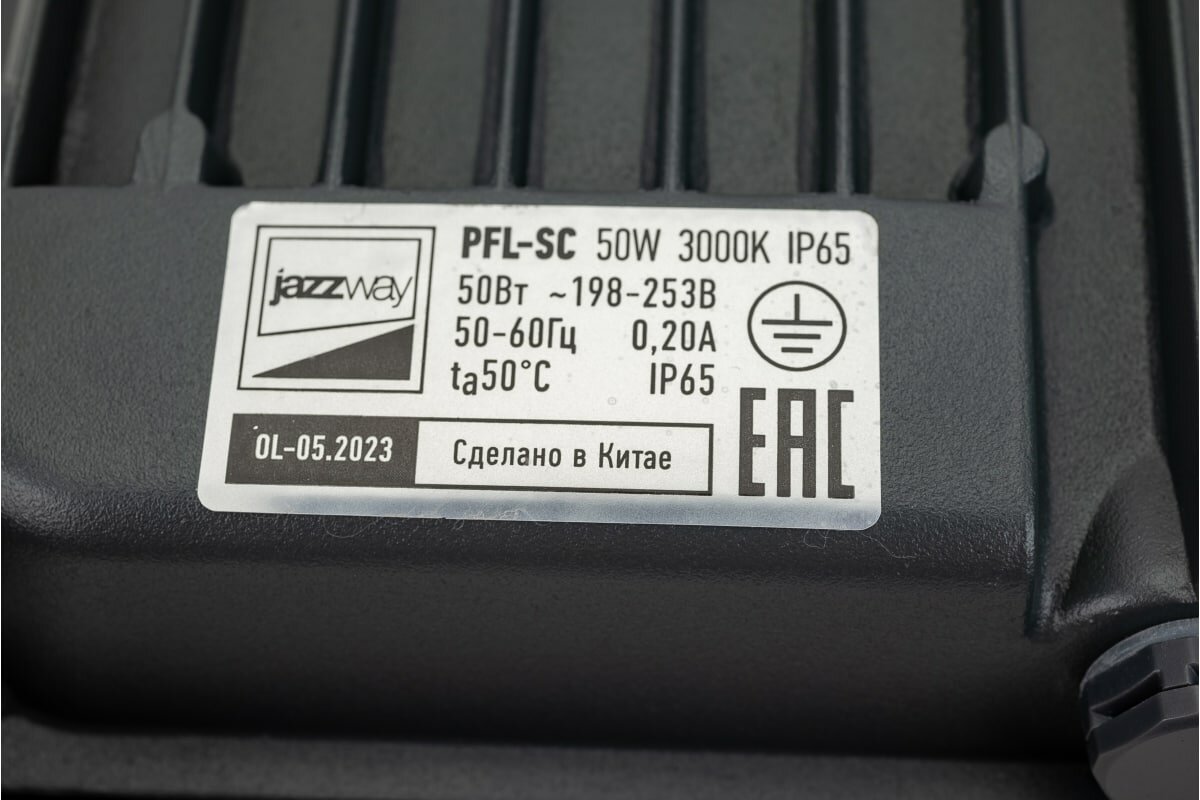 jazzway
PFL-SC 50W 3000K IP65
50Вт ~198-253В
50-60Гц 0,20А
ta50°C IP65
OL-05.2023 Сделано в Китае
EAC